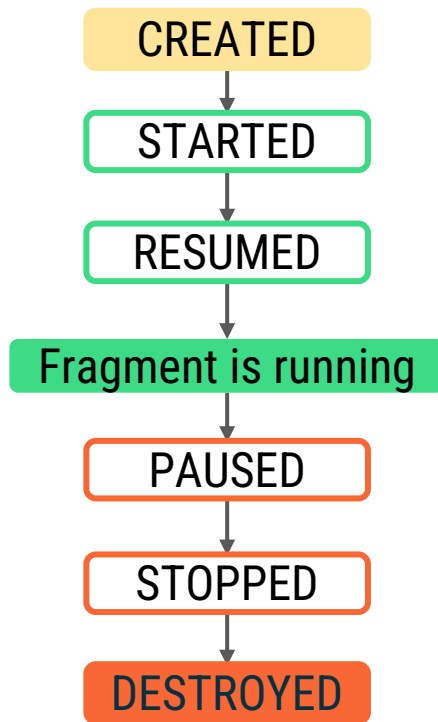 CREATED
STARTED
RESUMED
Fragment is running
PAUSED
STOPPED
DESTROYED